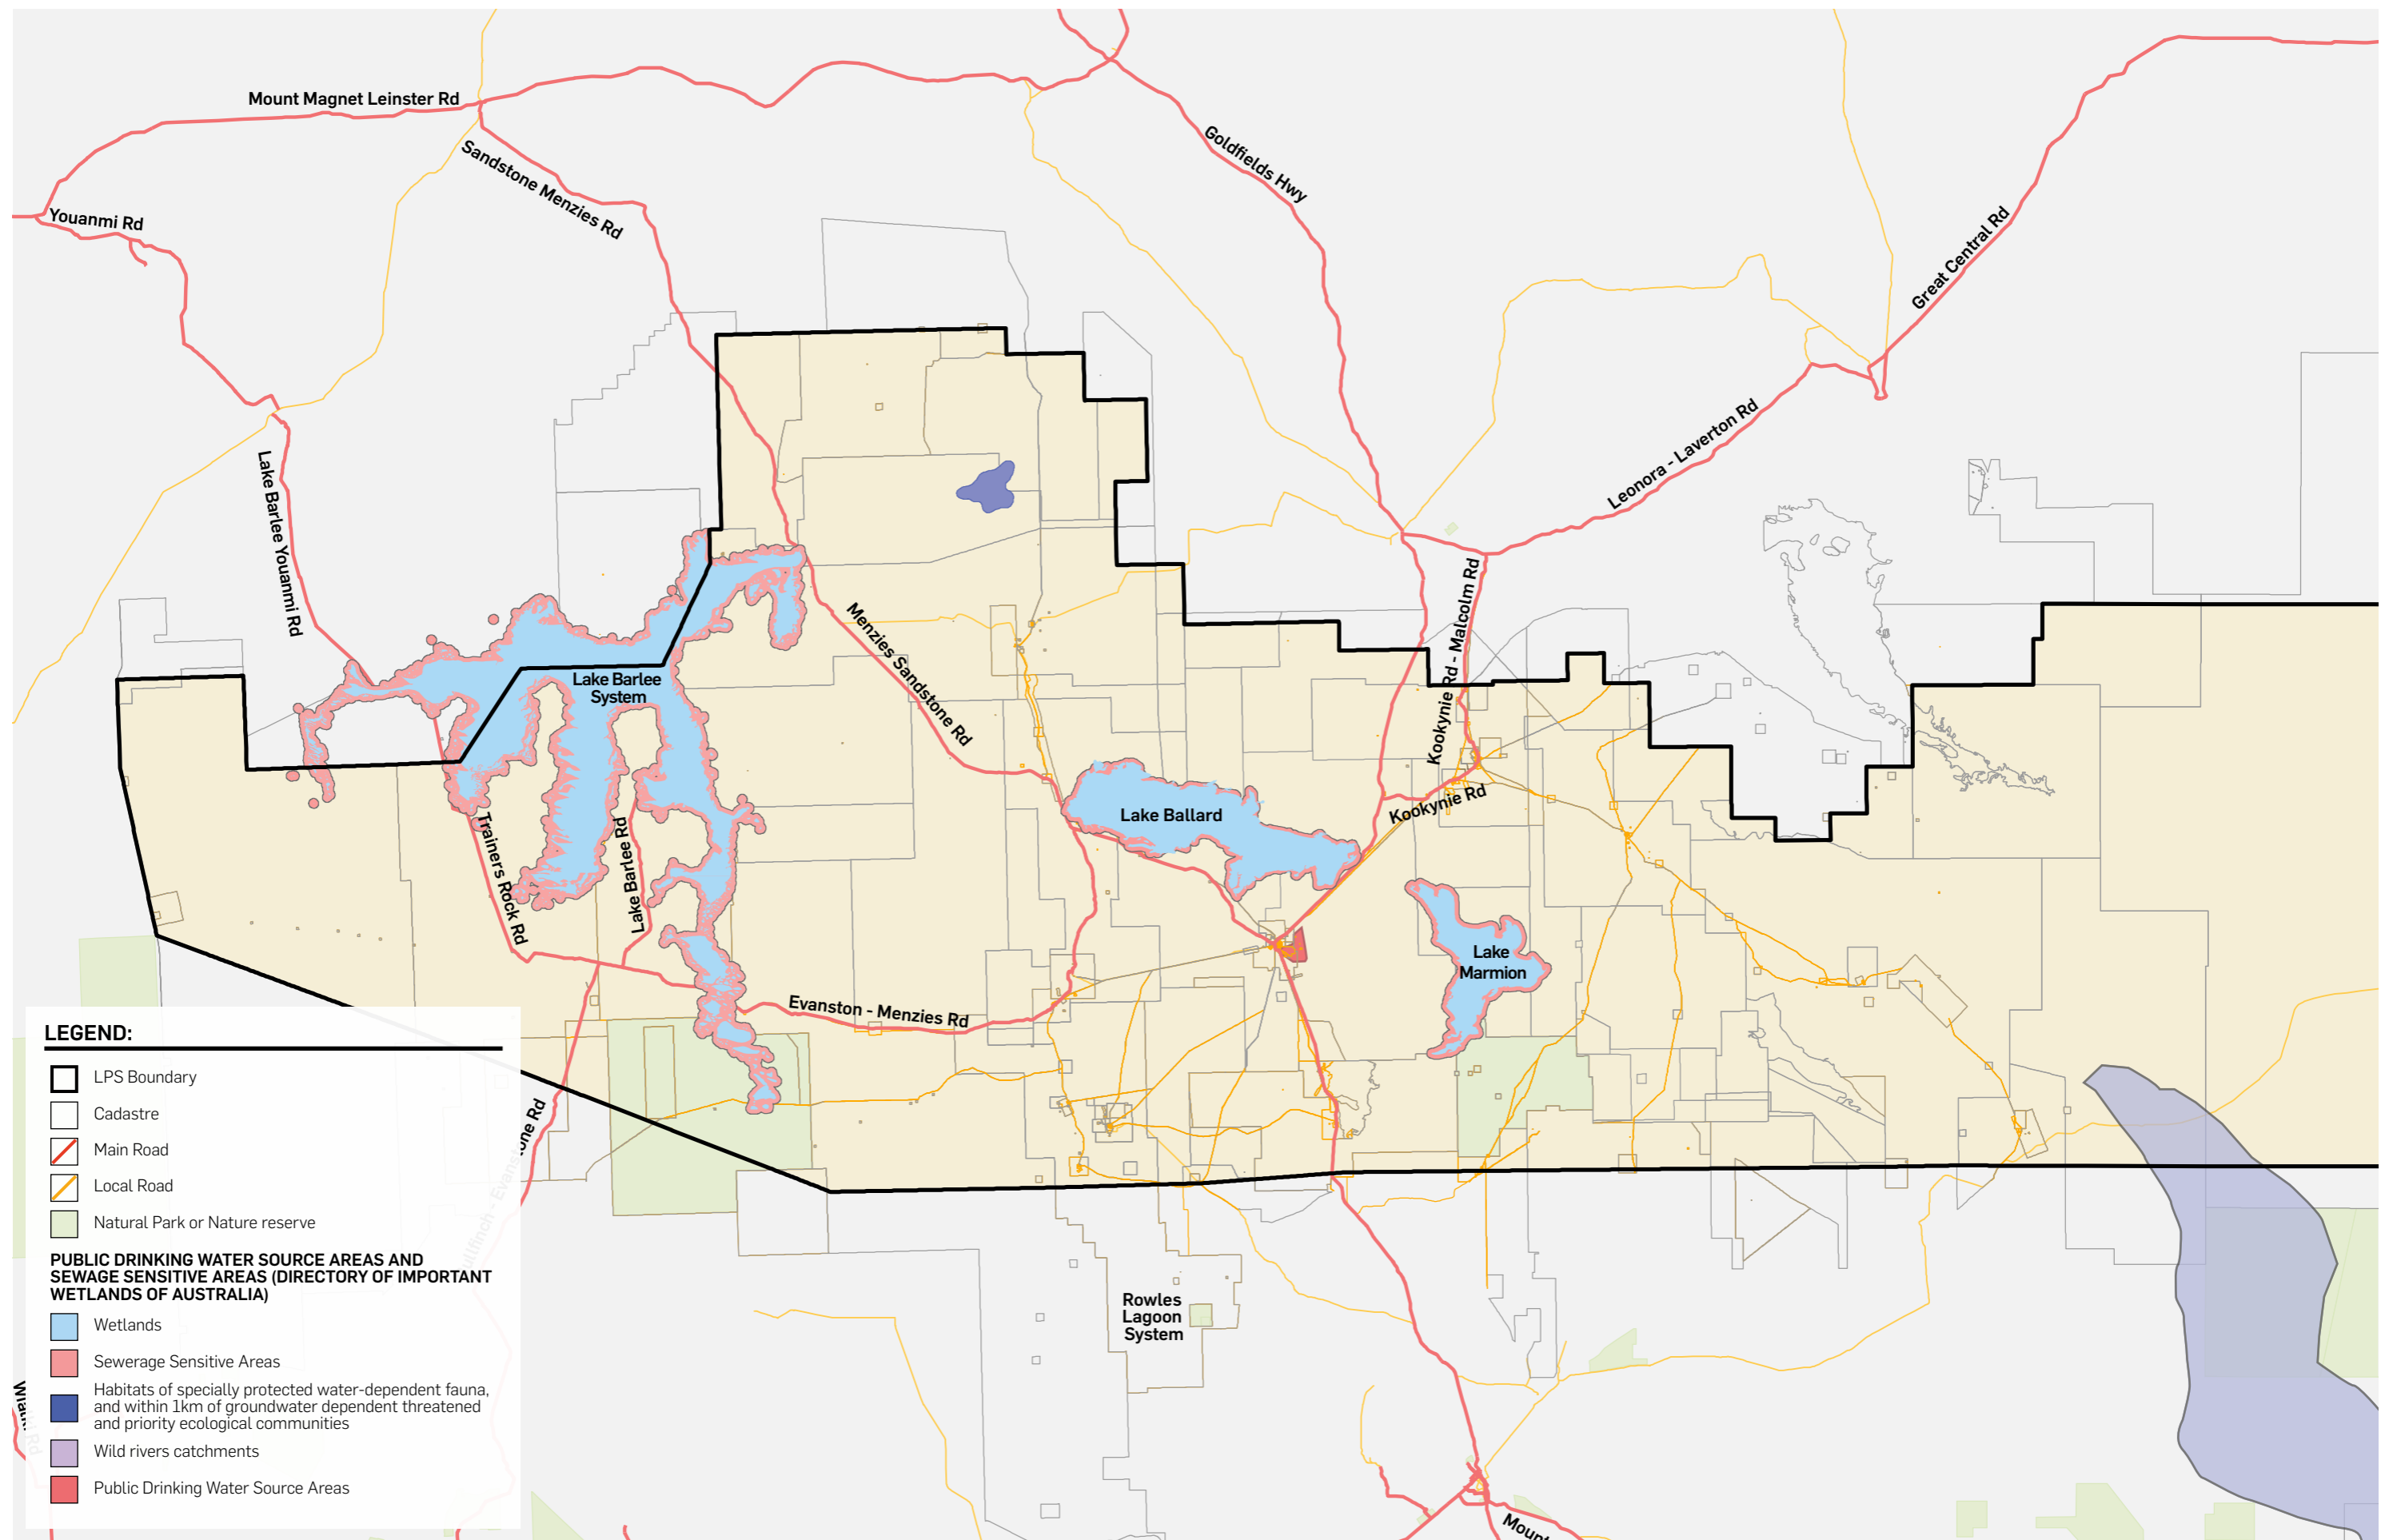 Mount Magnet Leinster Rd
Sandstone Menzies Rd
Youanmi Rd
Goldfields Hwy
Great Central Rd
Lake Barlee Youanmi Rd
Leonora - Laverton Rd
Kookynie Rd - Malcolm Rd
Menzies Sandstone Rd
Lake Barlee
System
Lake Ballard
Kookynie Rd
Trainers Rock Rd
Lake Barlee Rd
Lake
Marmion
Evanston - Menzies Rd
Rowles
Lagoon
System
Mount
LEGEND:
LPS Boundary
Cadastre
Main Road
Local Road
Natural Park or Nature reserve
PUBLIC DRINKING WATER SOURCE AREAS AND
SEWAGE SENSITIVE AREAS (DIRECTORY OF IMPORTANT
WETLANDS OF AUSTRALIA)
Wetlands
Sewerage Sensitive Areas
Habitats of specially protected water-dependent fauna,
and within 1km of groundwater dependent threatened
and priority ecological communities
Wild rivers catchments
Public Drinking Water Source Areas